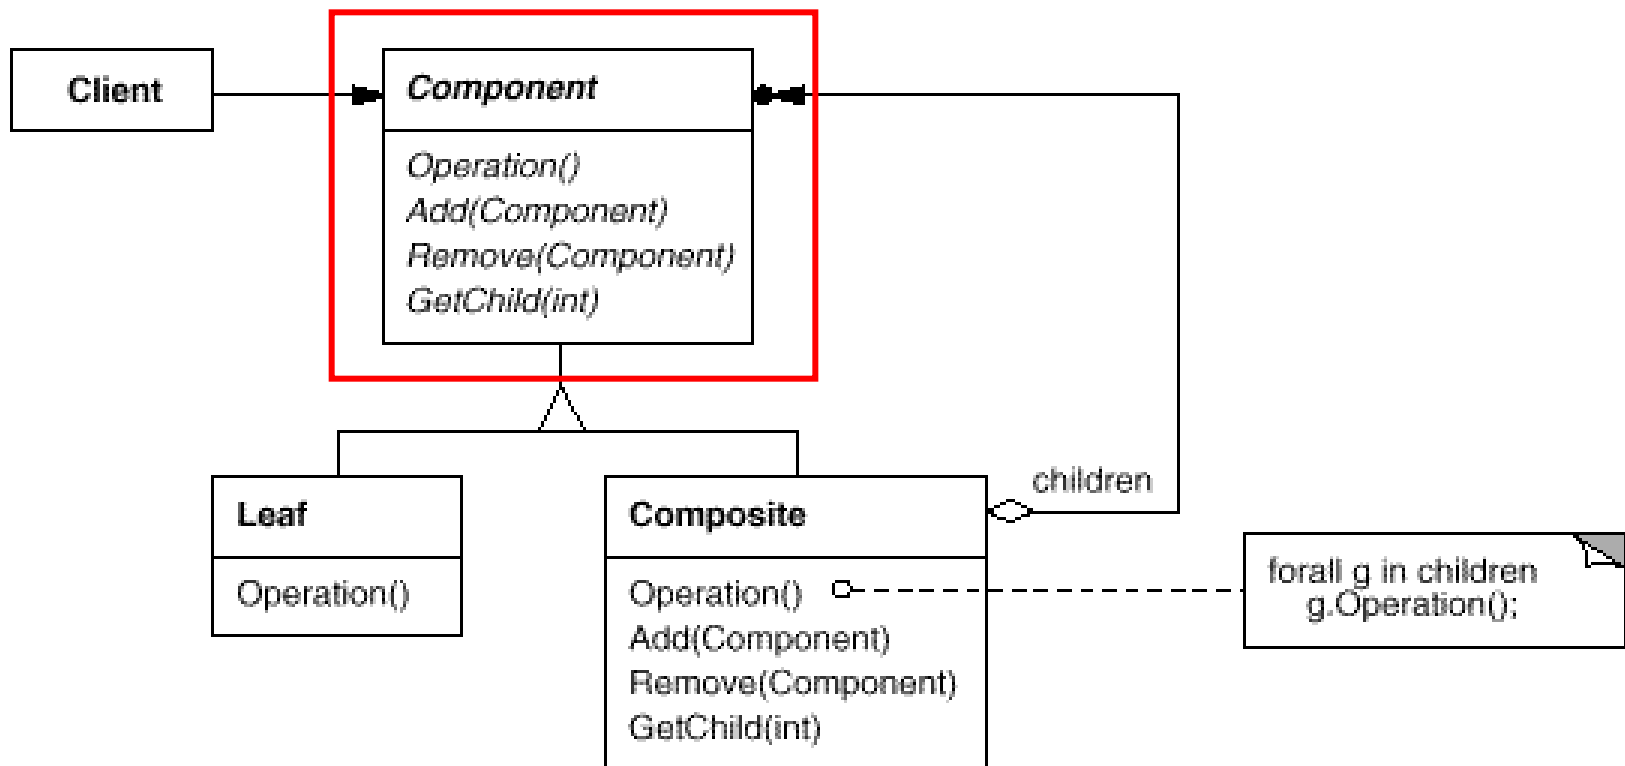 Client
Component
Operation()
Add(Component)
Remove(Component)
GetChild(int)
children
Leaf
Operation()
Composite
Operation()
Add(Component)
Remove(Component)
GetChild(int)
forall g in children
g.Operation();